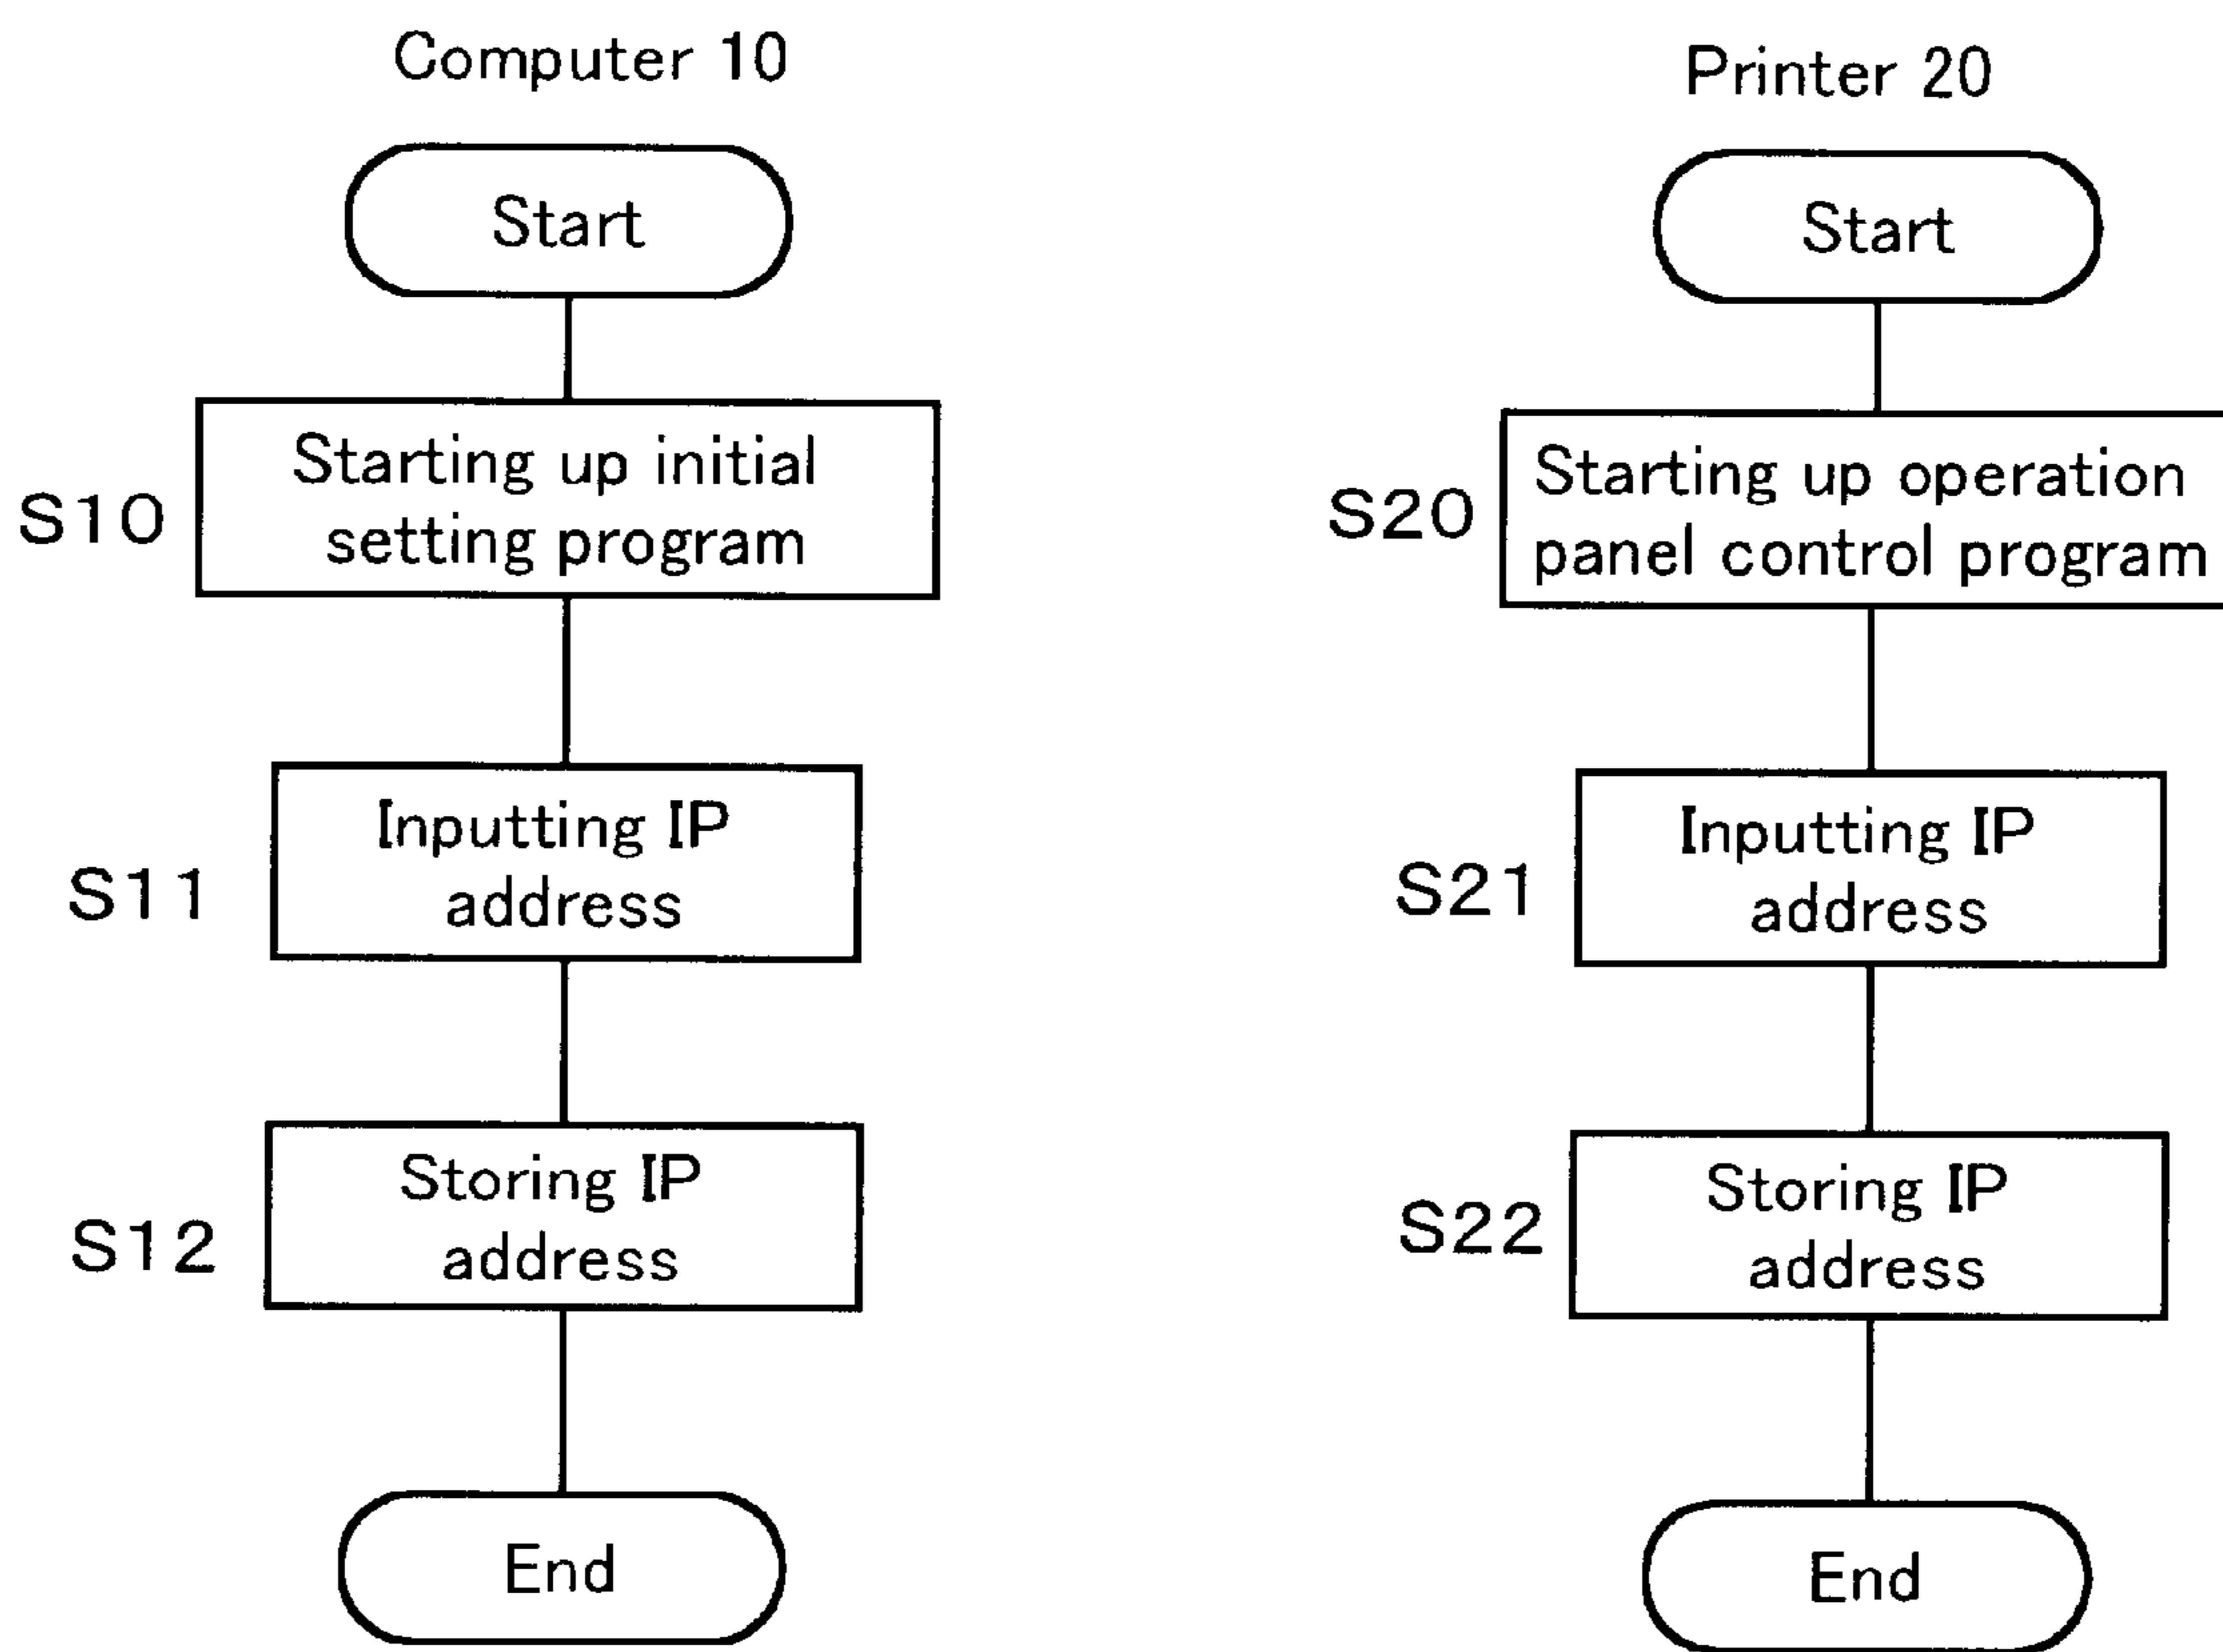 Computer 10
Start
S10
Starting up initial
setting program
S11
Inputting IP
address
S12
Storing IP
address
End
Printer 20
Start
S20
Starting up operation
panel control program
S21
Inputting IP
address
S22
Storing IP
address
End